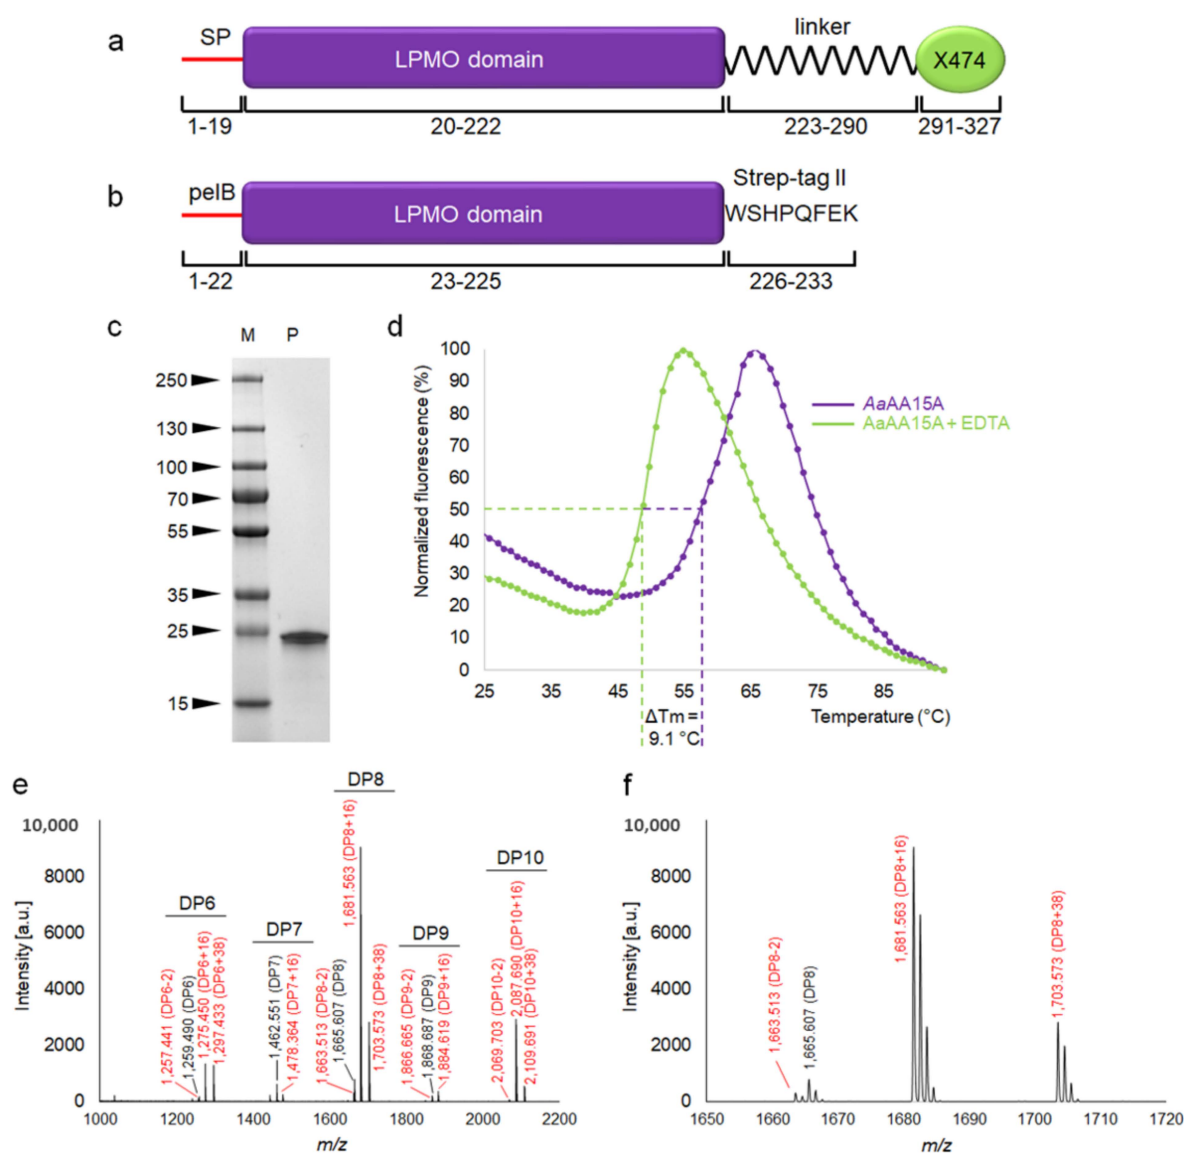 a
SP
LPMO domain
linker
X474
1-19
20-222
223-290
291-327
b
pelB
LPMO domain
Strep-tag II
WSHPQFEK
1-22
23-225
226-233
c
M P
250
130
100
70
55
35
25
15
d
Normalized fluorescence (%)
100
90
80
70
60
50
40
30
20
10
0
25 35 45 55 65 75 85
Temperature (°C)
AaAA15A
AaAA15A + EDTA
ΔTm =
9.1 °C
e
Intensity [a.u.]
10,000
8000
6000
4000
2000
0
DP6
1,257.441 (DP6-2)
1,259.490 (DP6)
1,275.450 (DP6+16)
1,297.433 (DP6+38)
DP7
1,462.551 (DP7)
1,478.364 (DP7+16)
DP8
1,663.513 (DP8-2)
1,665.607 (DP8)
1,681.563 (DP8+16)
1,703.573 (DP8+38)
DP9
1,866.665 (DP9-2)
1,868.687 (DP9)
1,884.619 (DP9+16)
DP10
2,069.703 (DP10-2)
2,087.690 (DP10+16)
2,109.691 (DP10+38)
1000 1200 1400 1600 1800 2000 2200
m/z
f
Intensity [a.u.]
10,000
8000
6000
4000
2000
0
1,663.513 (DP8-2)
1,665.607 (DP8)
1,681.563 (DP8+16)
1,703.573 (DP8+38)
1650 1660 1670 1680 1690 1700 1710 1720
m/z